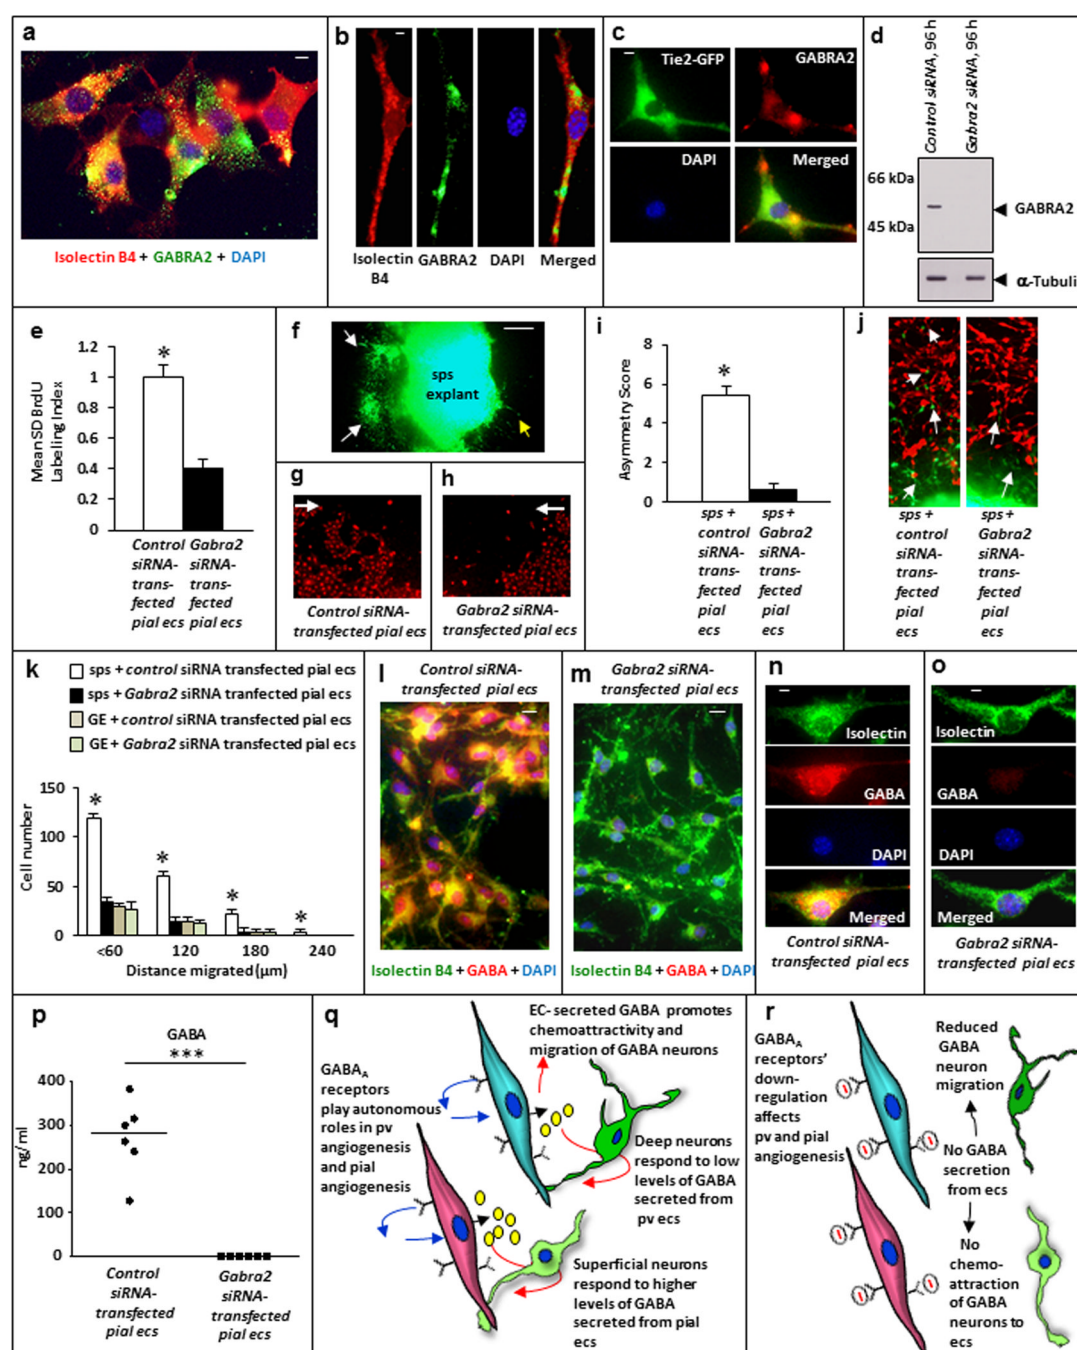 a
Isolectin B4 + GABRA2 + DAPI
b
Isolectin B4
GABRA2
DAPI
Merged
c
Tie2-GFP
GABRA2
DAPI
Merged
d
Control siRNA, 96 h
Gabra2 siRNA, 96 h
66 kDa
45 kDa
GABRA2
α-Tubuli
e
Mean SD BrdU
Labeling Index
1.2
1
0.8
0.6
0.4
0.2
0
*
Control
siRNA-
trans-
fected
pial ecs
Gabra2
siRNA-
trans-
fected
pial ecs
f
sps
explant
g
Control siRNA-
transfected pial ecs
h
Gabra2 siRNA-
transfected pial ecs
i
Asymmetry Score
8
6
4
2
0
*
sps +
control
siRNA-
trans-
fected
pial
ecs
sps +
Gabra2
siRNA-
trans-
fected
pial
ecs
j
sps +
control
siRNA-
trans-
fected
pial
ecs
sps +
Gabra2
siRNA-
trans-
fected
pial
ecs
k
sps + control siRNA transfected pial ecs
sps + Gabra2 siRNA tranfected pial ecs
GE + control siRNA transfected pial ecs
GE + Gabra2 siRNA transfected pial ecs
Cell number
150
100
50
0
*
*
*
*
<60
120
180
240
Distance migrated (µm)
l
Control siRNA-
transfected pial ecs
Isolectin B4 + GABA + DAPI
m
Gabra2 siRNA-
transfected pial ecs
Isolectin B4 + GABA + DAPI
n
Isolectin
GABA
DAPI
Merged
Control siRNA-
transfected pial ecs
o
Isolectin
GABA
DAPI
Merged
Gabra2 siRNA-
transfected pial ecs
p
GABA
***
ng/ml
400
300
200
100
0
Control
siRNA-
transfected
pial ecs
Gabra2
siRNA-
transfected
pial ecs
q
EC- secreted GABA promotes
chemoattractivity and
migration of GABA neurons
GABAA
receptors
play autonomous
roles in pv
angiogenesis
and pial
angiogenesis
Deep neurons
respond to low
levels of GABA
secreted from
pv ecs
Superficial neurons
respond to higher
levels of GABA
secreted from pial
ecs
r
GABAA
receptors'
down-
regulation
affects
pv and pial
angiogenesis
Reduced
GABA
neuron
migration
No GABA
secretion
from ecs
No
chemo-
attraction
of GABA
neurons to
ecs